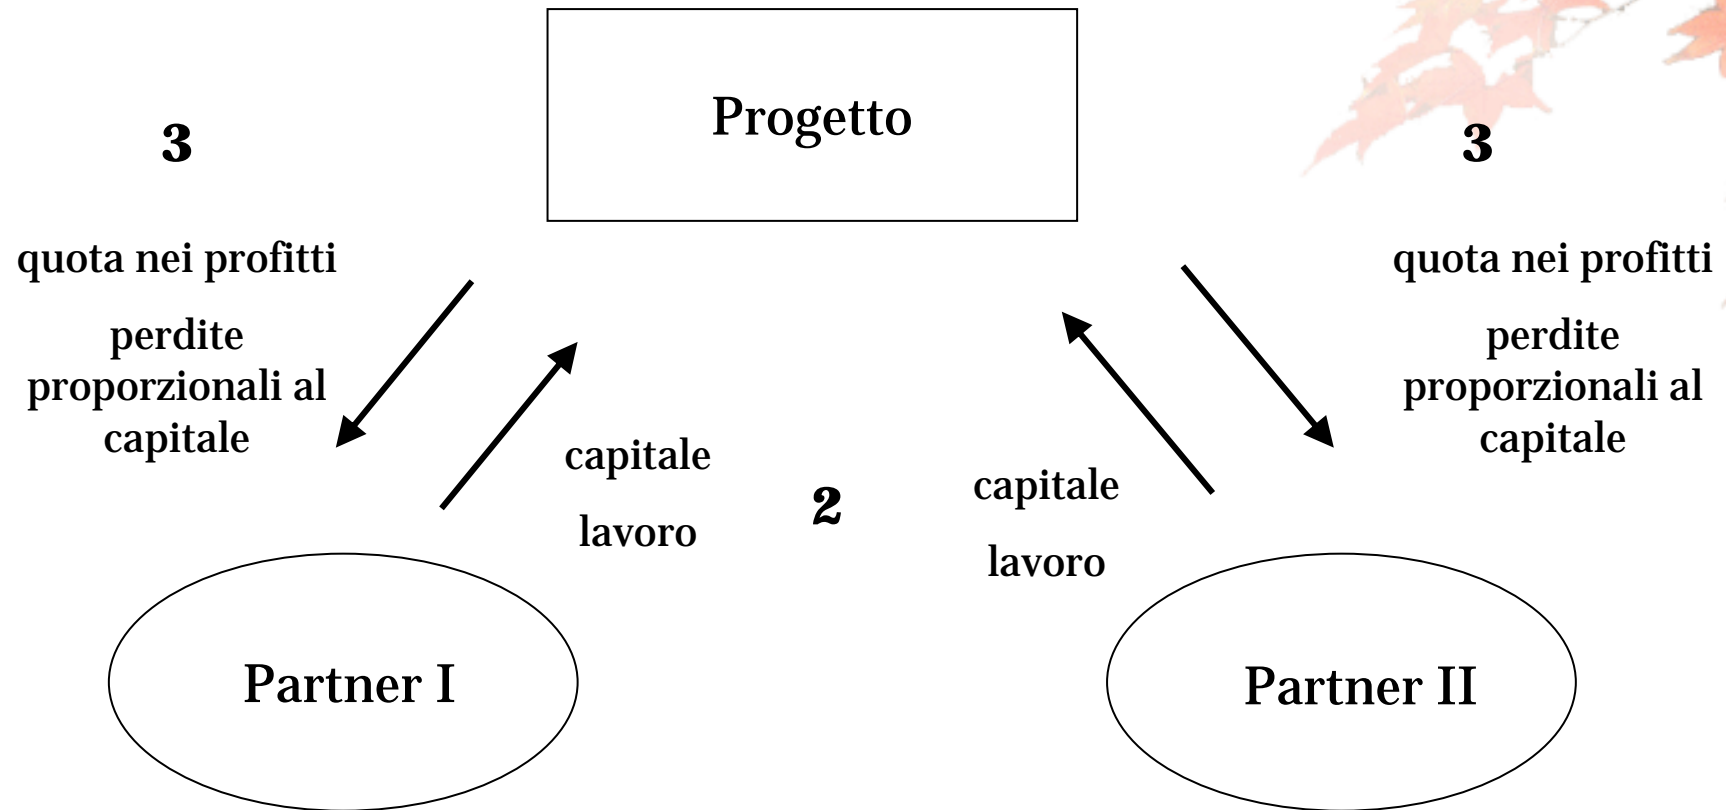 Progetto
3
3
quota nei profitti
perdite
proporzionali al
capitale
quota nei profitti
perdite
proporzionali al
capitale
capitale
lavoro
2
capitale
lavoro
Partner I
Partner II